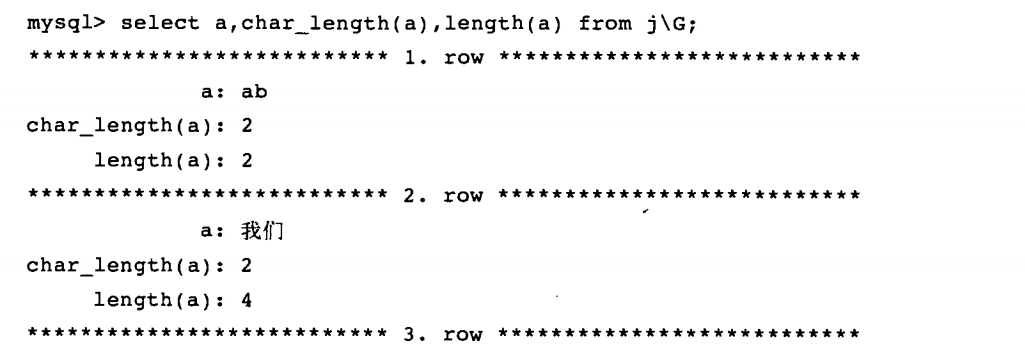 mysql> select a,char_length(a),length(a) from j\G;
*************************** 1. row ***************************
a: ab
char_length(a): 2
length(a): 2
*************************** 2. row ***************************
a: 我们
char_length(a): 2
length(a): 4
*************************** 3. row ***************************